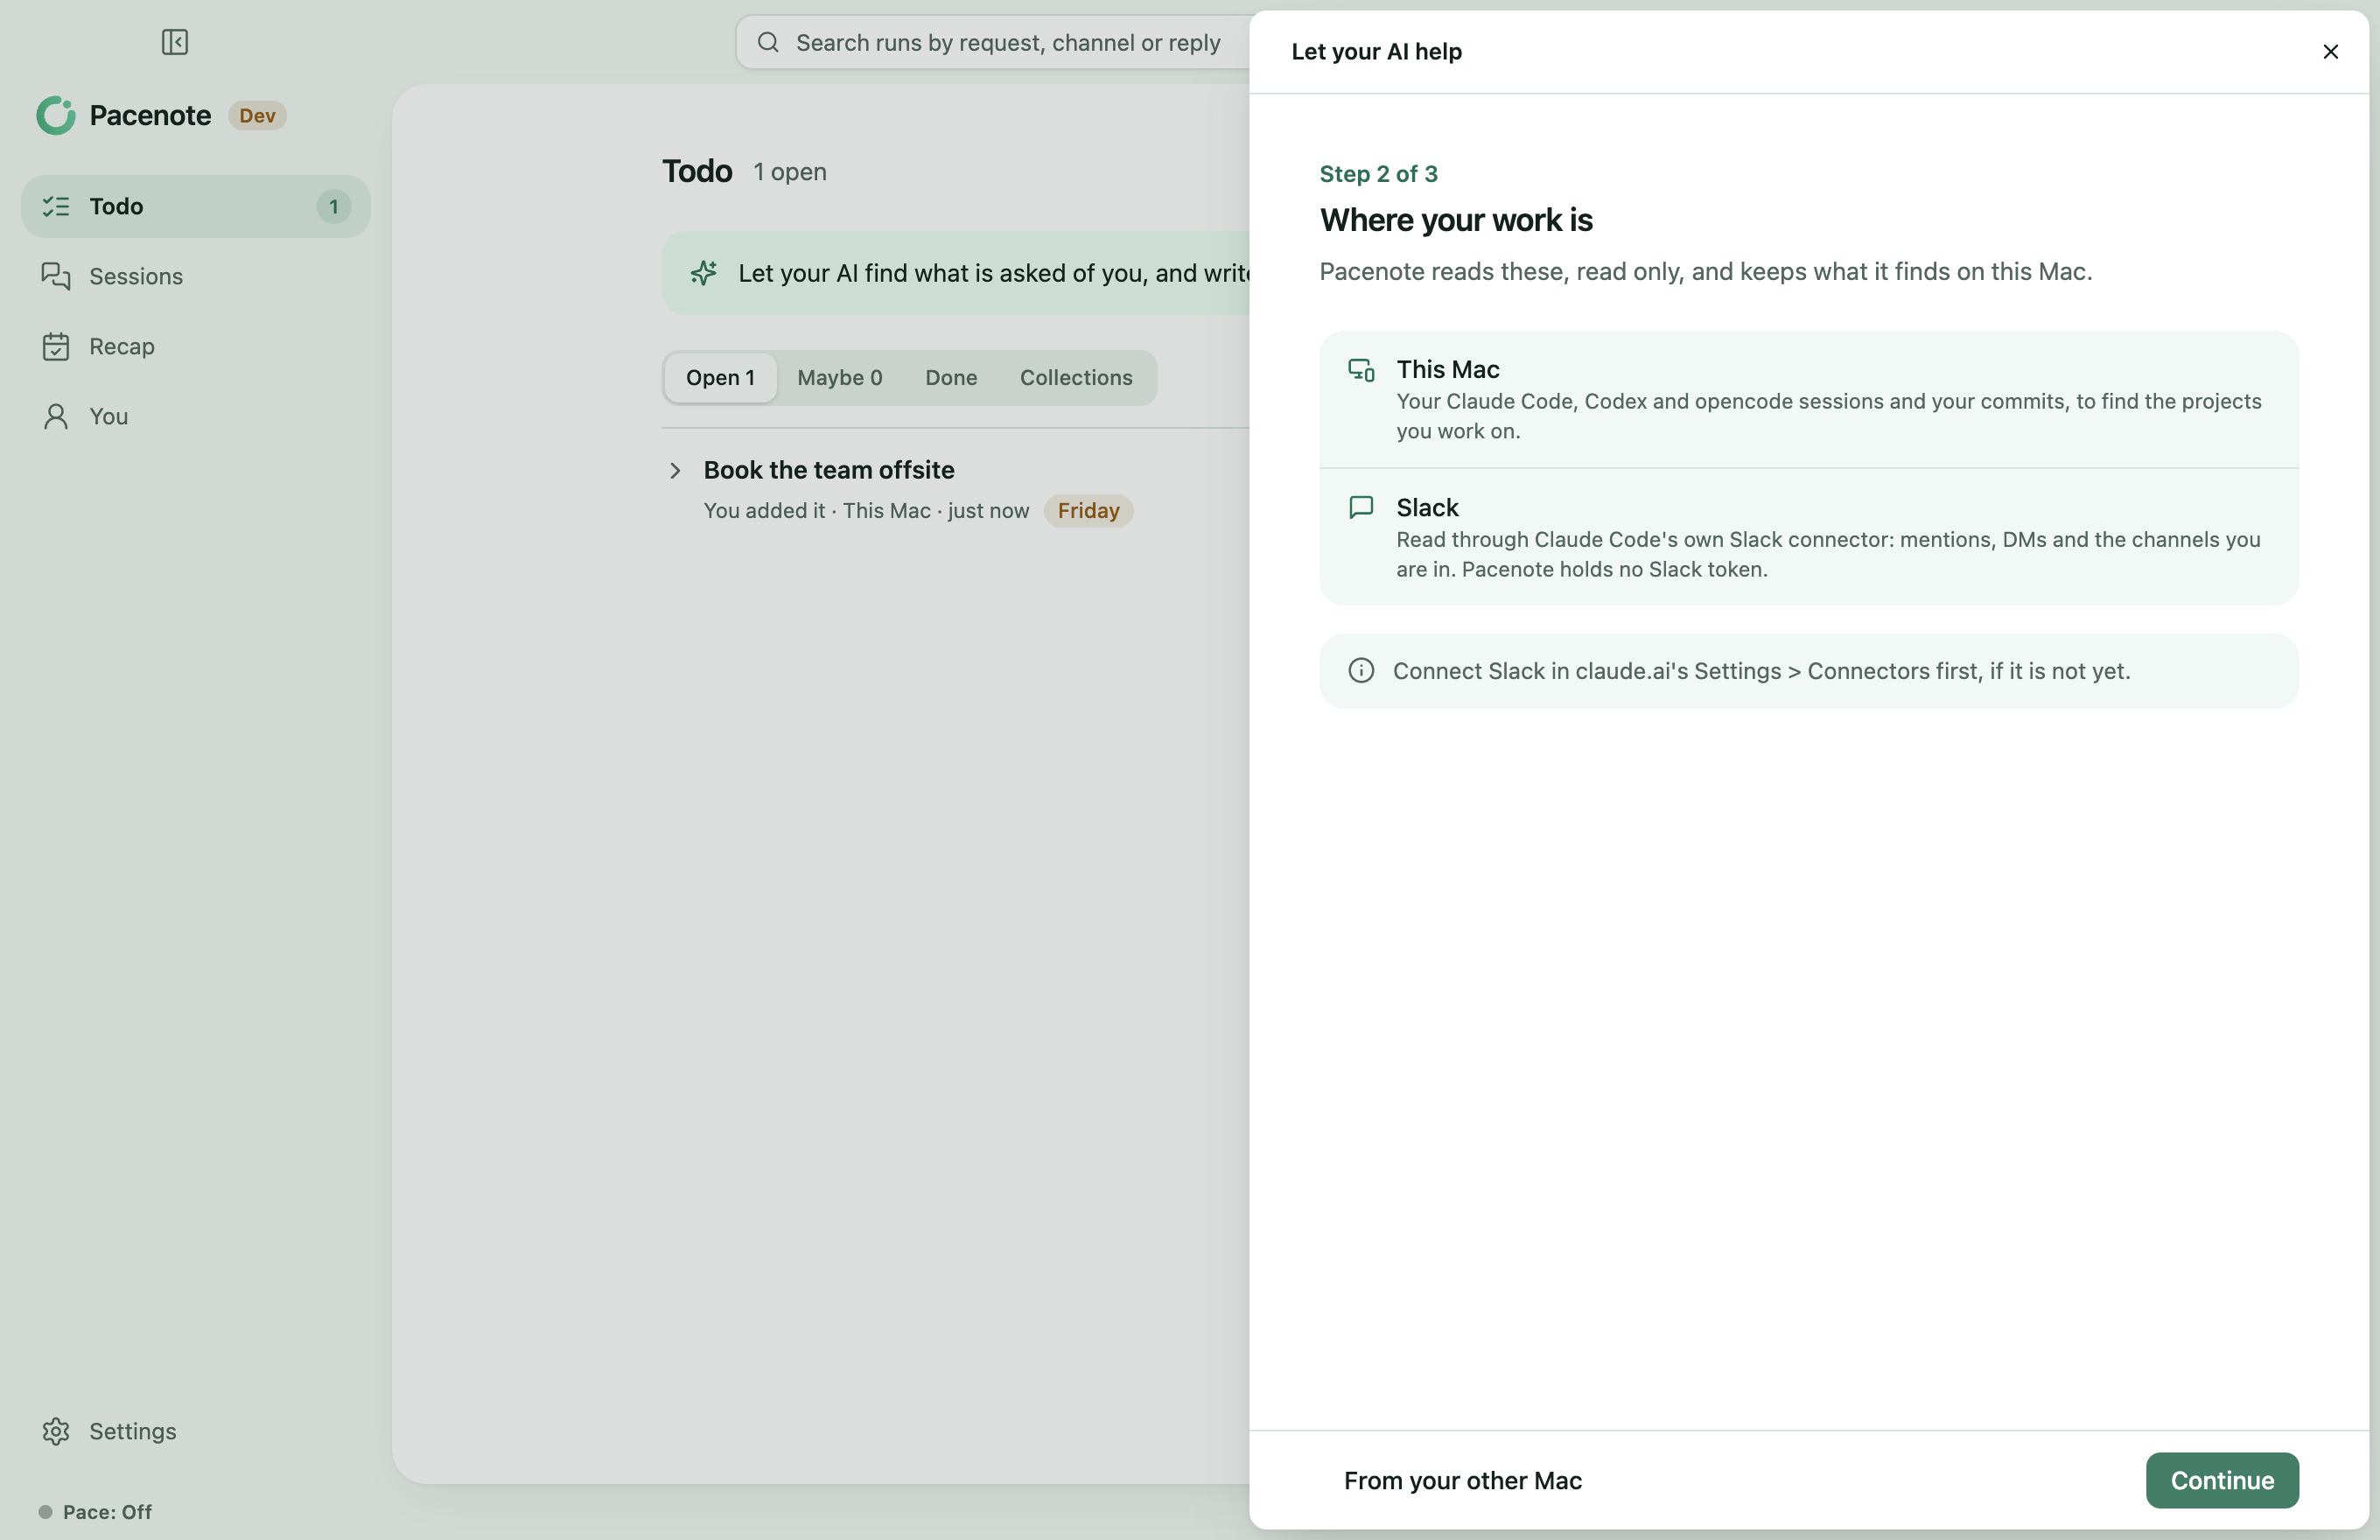 Search runs by request, channel or reply
Pacenote Dev
Todo 1
Sessions
Recap
You
Settings
Pace: Off
Todo 1 open
Let your AI find what is asked of you, and write
Open 1 Maybe 0 Done Collections
Book the team offsite
You added it · This Mac · just now Friday
Let your AI help
Step 2 of 3
Where your work is
Pacenote reads these, read only, and keeps what it finds on this Mac.
This Mac
Your Claude Code, Codex and opencode sessions and your commits, to find the projects
you work on.
Slack
Read through Claude Code's own Slack connector: mentions, DMs and the channels you
are in. Pacenote holds no Slack token.
Connect Slack in claude.ai's Settings > Connectors first, if it is not yet.
From your other Mac
Continue